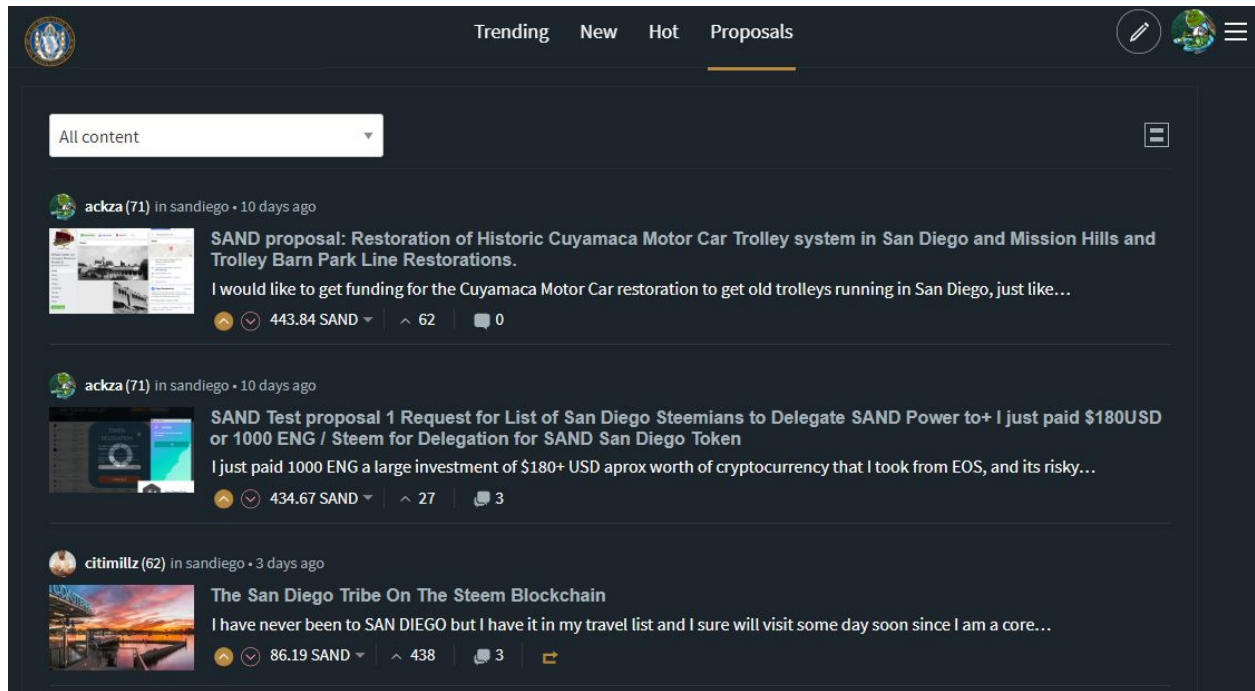 Trending New Hot Proposals
All content
ackza (71) in sandiego • 10 days ago
SAND proposal: Restoration of Historic Cuyamaca Motor Car Trolley system in San Diego and Mission Hills and
Trolley Barn Park Line Restorations.
I would like to get funding for the Cuyamaca Motor Car restoration to get old trolleys running in San Diego, just like…
443.84 SAND 62 0
ackza (71) in sandiego • 10 days ago
SAND Test proposal 1 Request for List of San Diego Steemians to Delegate SAND Power to+ I just paid $180USD
or 1000 ENG / Steem for Delegation for SAND San Diego Token
I just paid 1000 ENG a large investment of $180+ USD aprox worth of cryptocurrency that I took from EOS, and its risky…
434.67 SAND 27 3
citimillz (62) in sandiego • 3 days ago
The San Diego Tribe On The Steem Blockchain
I have never been to SAN DIEGO but I have it in my travel list and I sure will visit some day soon since I am a core…
86.19 SAND 438 3